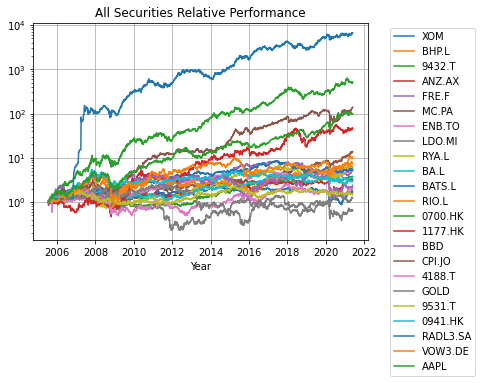 All Securities Relative Performance
10⁴
10³
10²
10¹
10⁰
2006 2008 2010 2012 2014 2016 2018 2020 2022
Year
XOM
BHP.L
9432.T
ANZ.AX
FRE.F
MC.PA
ENB.TO
LDO.MI
RYA.L
BA.L
BATS.L
RIO.L
0700.HK
1177.HK
BBD
CPI.JO
4188.T
GOLD
9531.T
0941.HK
RADL3.SA
VOW3.DE
AAPL